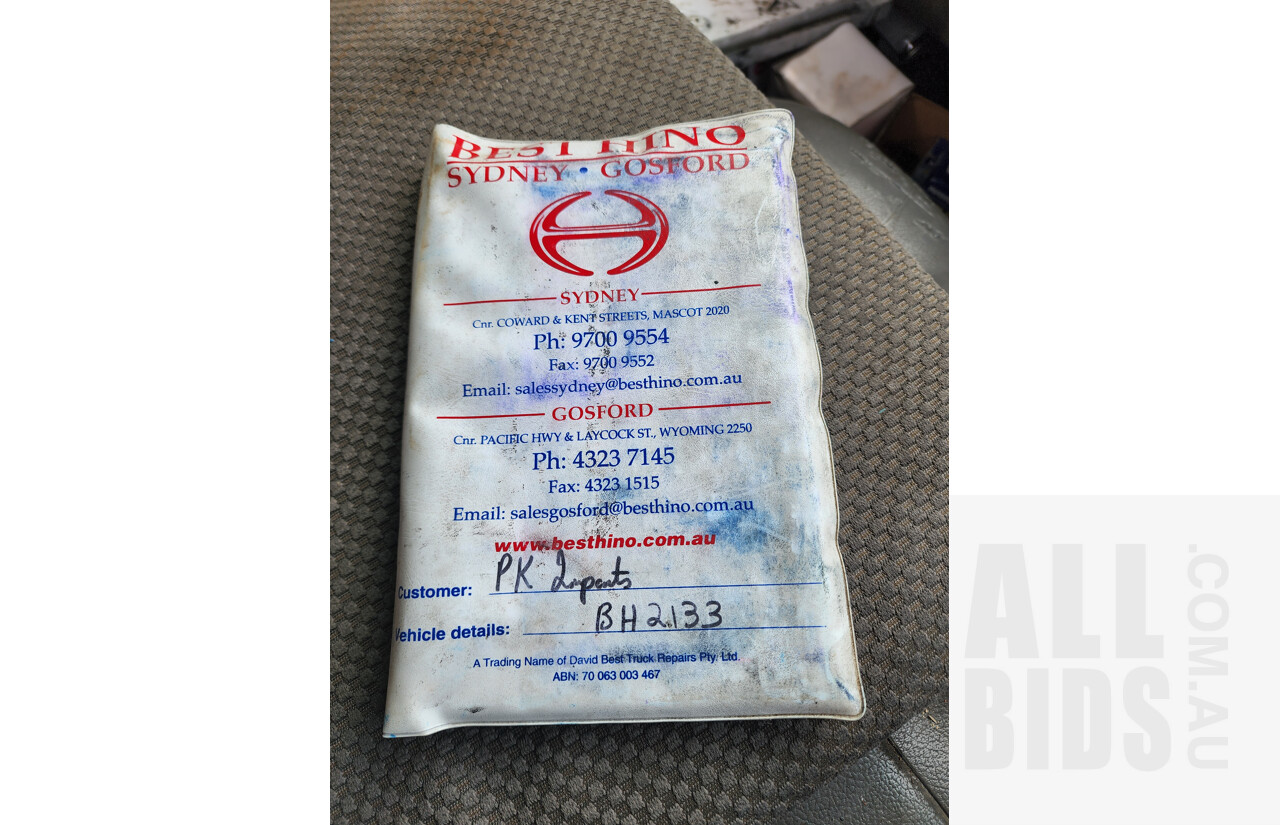 BEST HINO
SYDNEY • GOSFORD
SYDNEY
Cnr. COWARD & KENT STREETS, MASCOT 2020
Ph: 9700 9554
Fax: 9700 9552
Email: salessydney@besthino.com.au
GOSFORD
Cnr. PACIFIC HWY & LAYCOCK ST., WYOMING 2250
Ph: 4323 7145
Fax: 4323 1515
Email: salesgosford@besthino.com.au
www.besthino.com.au
Customer: PK Imports
Vehicle details: BH2133
A Trading Name of David Best Truck Repairs Pty. Ltd.
ABN: 70 063 003 467
ALL
BIDS
.COM.AU